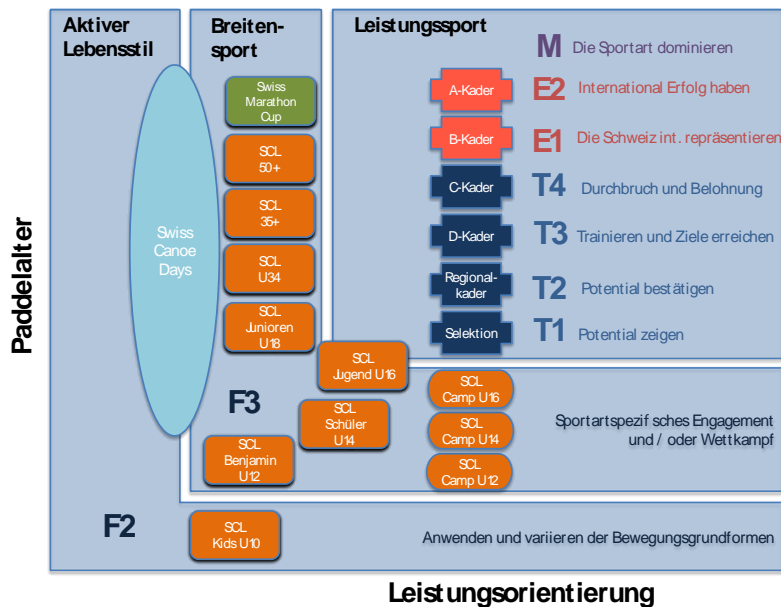 Aktiver
Lebensstil
Breiten-
sport
Leistungssport
M Die Sportart dominieren
Swiss
Marathon
Cup
A-Kader
E2 International Erfolg haben
B-Kader
E1 Die Schweiz int. repräsentieren
SCL
50+
C-Kader
T4 Durchbruch und Belohnung
SCL
35+
D-Kader
T3 Trainieren und Ziele erreichen
Swiss
Canoe
Days
SCL
U34
Regional-
kader
T2 Potential bestätigen
SCL
Junioren
U18
Selektion
T1 Potential zeigen
SCL
Jugend U16
F3
SCL
Camp U16
SCL
Schüler
U14
SCL
Camp U14
Sportartspezifisches Engagement
und / oder Wettkampf
SCL
Benjamin
U12
SCL
Camp U12
F2
SCL
Kids U10
Anwenden und variieren der Bewegungsgrundformen
Paddelalter
Leistungsorientierung